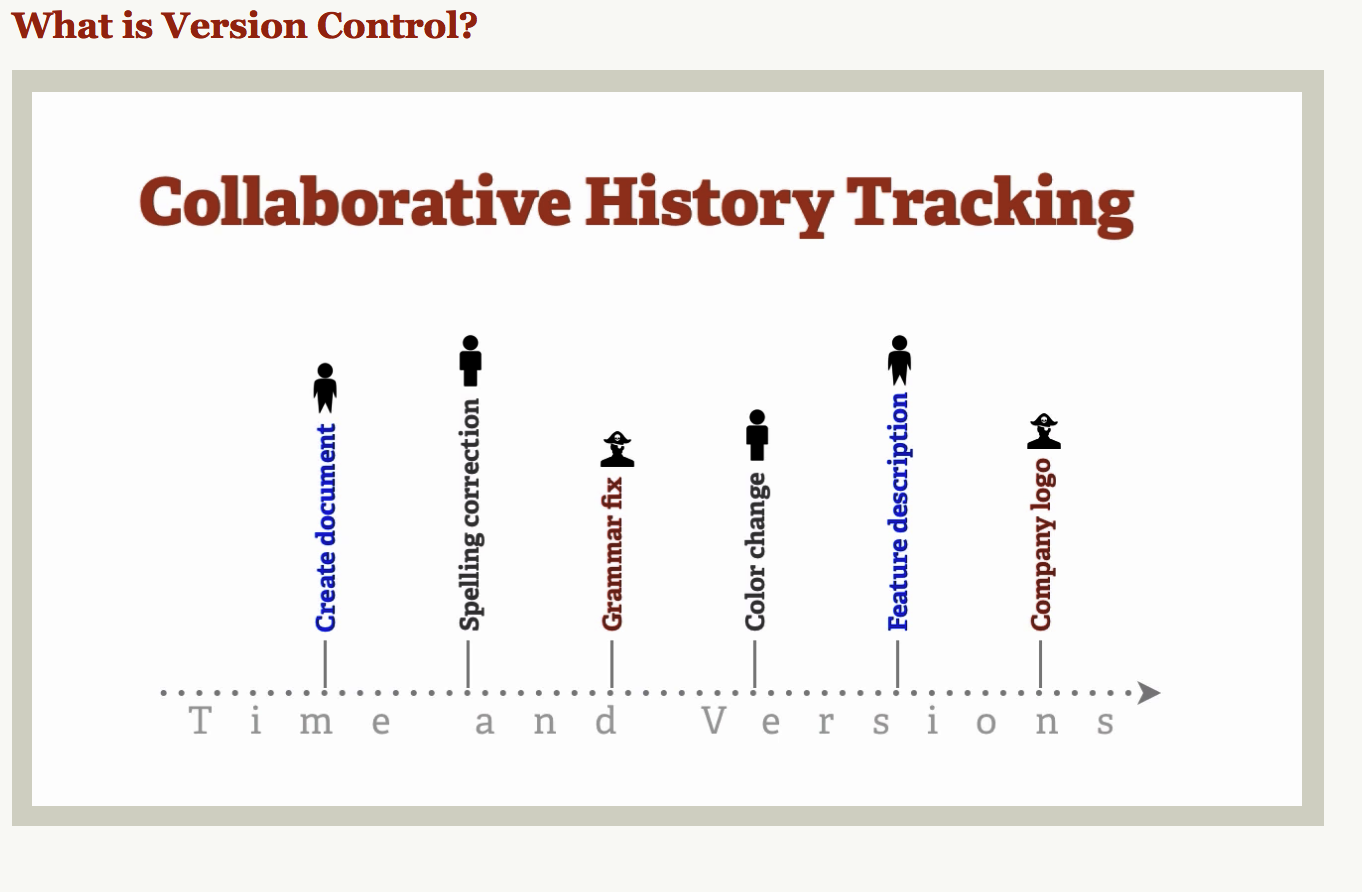 What is Version Control?
Collaborative History Tracking
Create document
Spelling correction
Grammar fix
Color change
Feature description
Company logo
Time and Versions